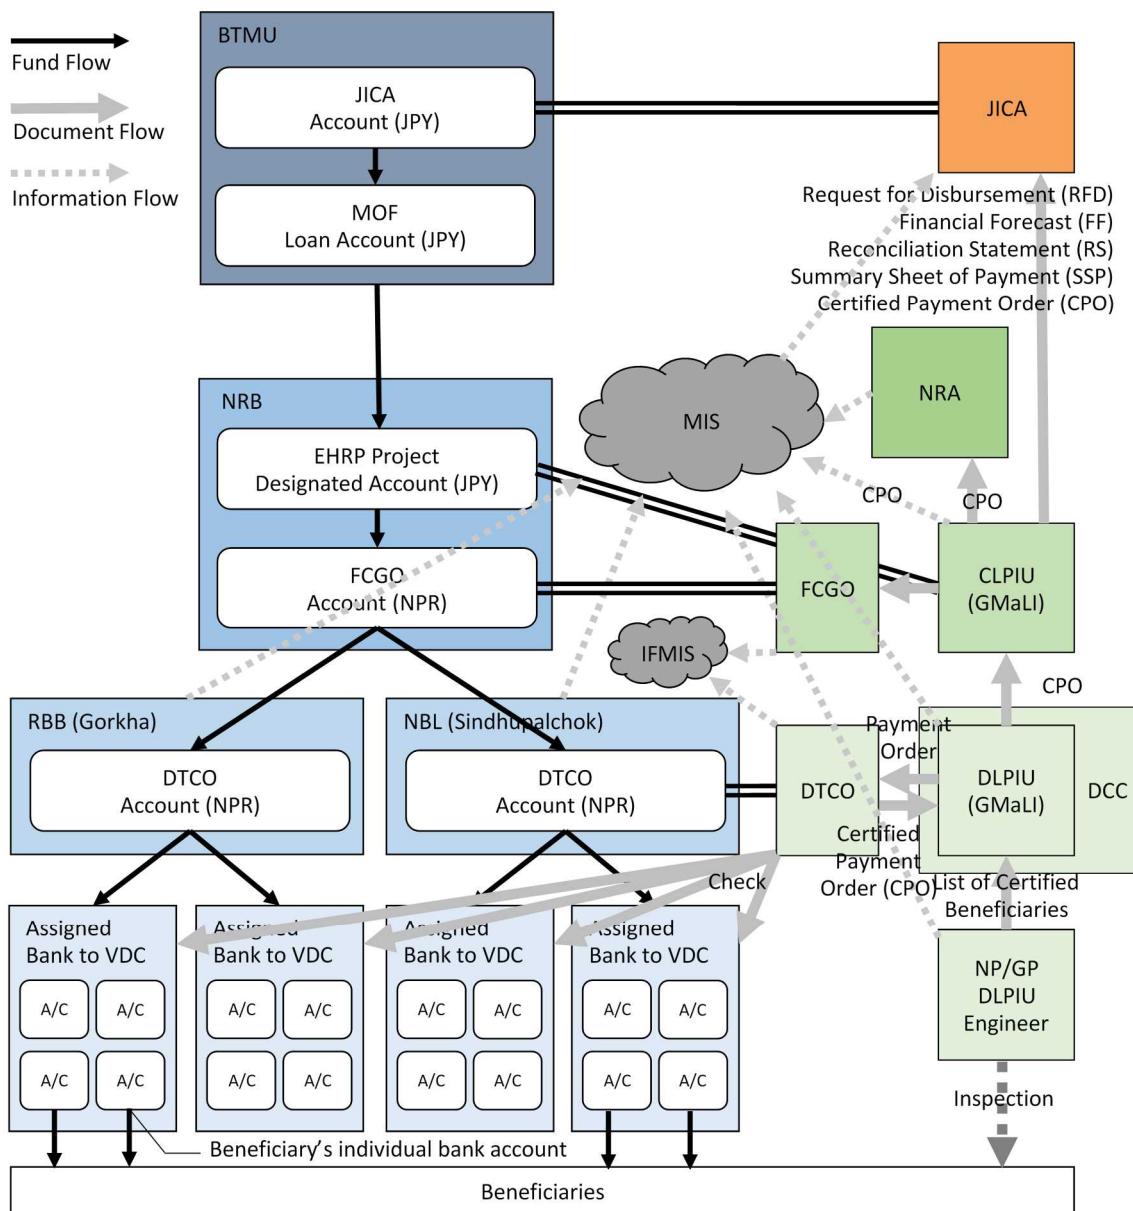 Fund Flow
Document Flow
Information Flow
BTMU
JICA
Account (JPY)
MOF
Loan Account (JPY)
JICA
Request for Disbursement (RFD)
Financial Forecast (FF)
Reconciliation Statement (RS)
Summary Sheet of Payment (SSP)
Certified Payment Order (CPO)
NRB
EHRP Project
Designated Account (JPY)
FCGO
Account (NPR)
MIS
NRA
CPO
CPO
FCGO
CLPIU
(GMaLI)
IFMIS
CPO
RBB (Gorkha)
DTCO
Account (NPR)
NBL (Sindhupalchok)
DTCO
Account (NPR)
DTCO
Payment
Order
DLPIU
(GMaLI)
DCC
Certified
Payment
Order (CPO)
Check
List of Certified
Beneficiaries
Assigned
Bank to VDC
A/C
A/C
A/C
A/C
Assigned
Bank to VDC
A/C
A/C
A/C
A/C
Assigned
Bank to VDC
A/C
A/C
A/C
A/C
Assigned
Bank to VDC
A/C
A/C
A/C
A/C
NP/GP
DLPIU
Engineer
Inspection
Beneficiary's individual bank account
Beneficiaries